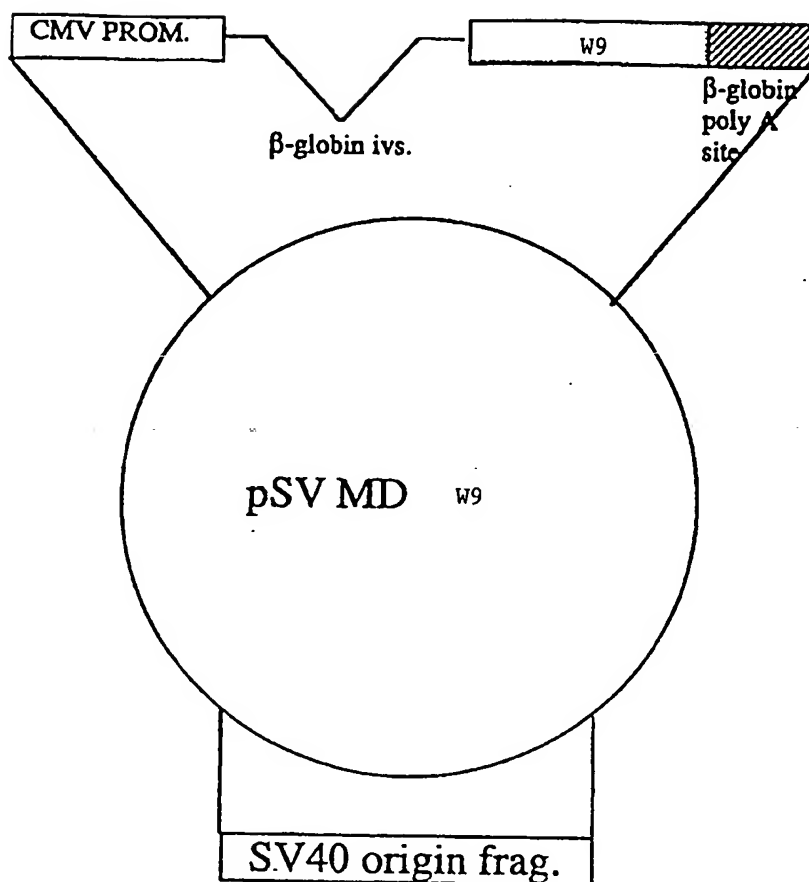 CMV PROM.
W9
β-globin ivs.
β-globin
poly A
site
pSV MD W9
SV40 origin frag.